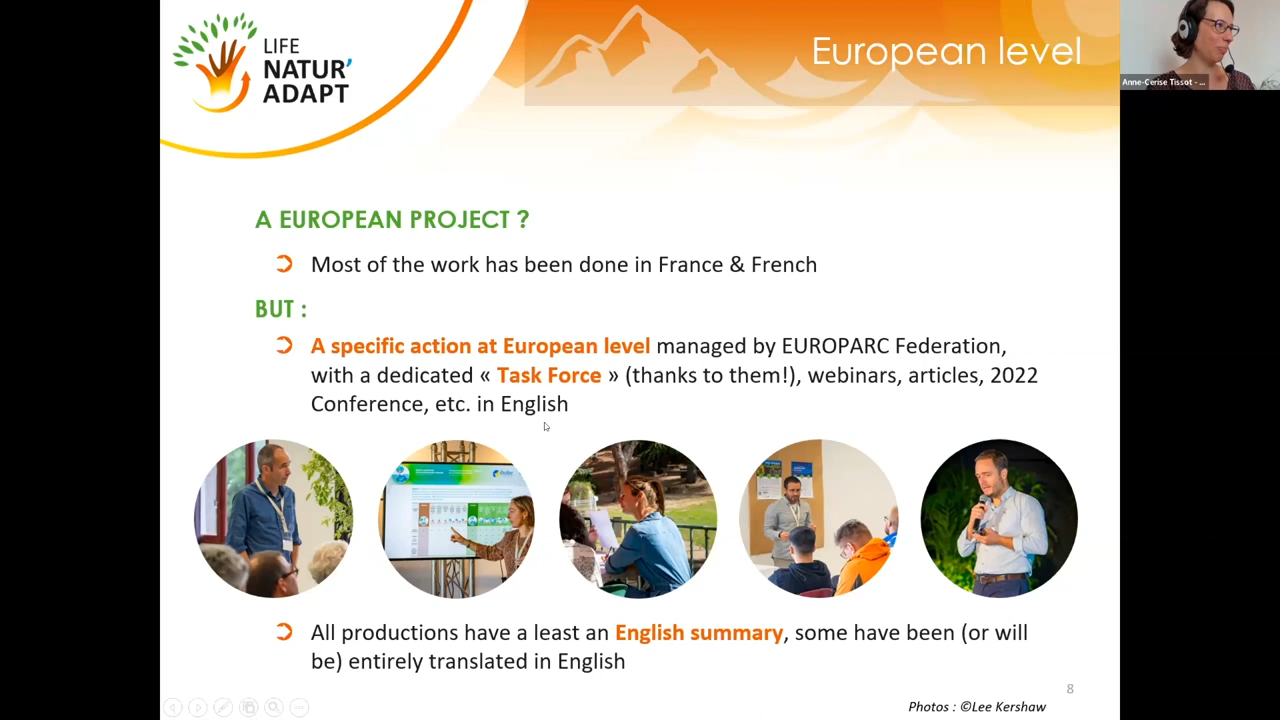 LIFE
NATUR'
ADAPT
European level
Anne-Cerise Tissot - ...
A EUROPEAN PROJECT ?
Most of the work has been done in France & French
BUT :
A specific action at European level managed by EUROPARC Federation,
with a dedicated « Task Force » (thanks to them!), webinars, articles, 2022
Conference, etc. in English
All productions have a least an English summary, some have been (or will
be) entirely translated in English
8
Photos : ©Lee Kershaw